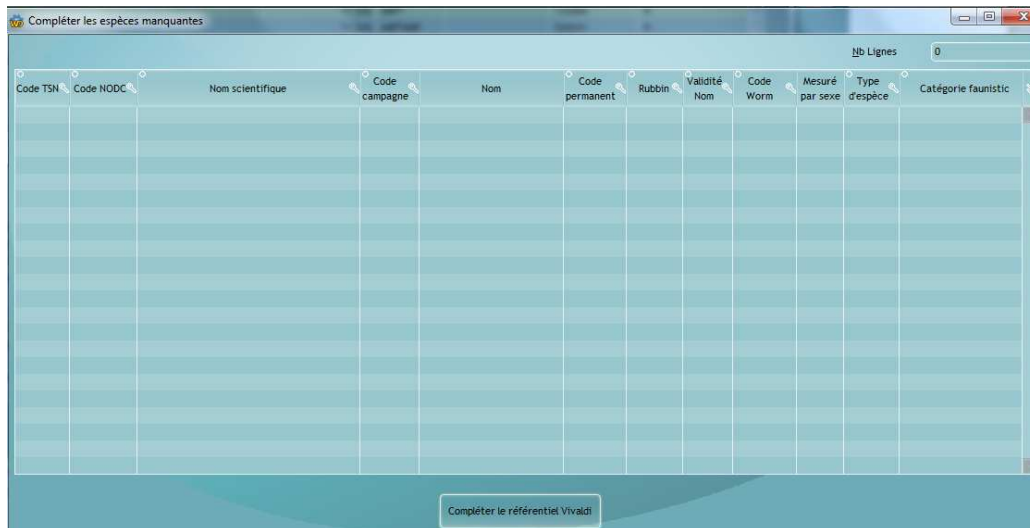 Compléter les espèces manquantes
Nb Lignes 0
Code TSN Code NODC Nom scientifique Code campagne Nom Code permanent Rubbin Validité Nom Code Worm Mesuré par sexe Type d'espèce Catégorie faunistic
Compléter le référentiel Vivaldi